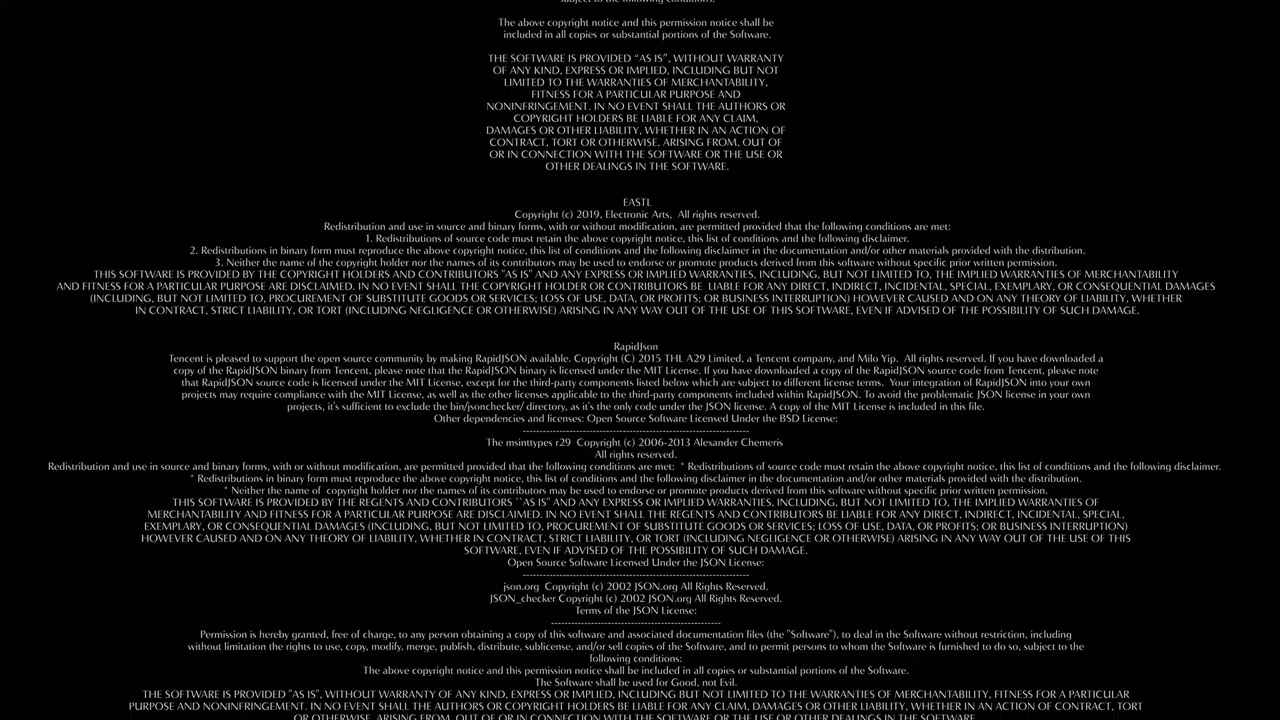 subject to the following conditions:
The above copyright notice and this permission notice shall be
included in all copies or substantial portions of the Software.
THE SOFTWARE IS PROVIDED “AS IS”, WITHOUT WARRANTY
OF ANY KIND, EXPRESS OR IMPLIED, INCLUDING BUT NOT
LIMITED TO THE WARRANTIES OF MERCHANTABILITY,
FITNESS FOR A PARTICULAR PURPOSE AND
NONINFRINGEMENT. IN NO EVENT SHALL THE AUTHORS OR
COPYRIGHT HOLDERS BE LIABLE FOR ANY CLAIM,
DAMAGES OR OTHER LIABILITY, WHETHER IN AN ACTION OF
CONTRACT, TORT OR OTHERWISE, ARISING FROM, OUT OF
OR IN CONNECTION WITH THE SOFTWARE OR THE USE OR
OTHER DEALINGS IN THE SOFTWARE.
EASTL
Copyright (c) 2019, Electronic Arts, All rights reserved.
Redistribution and use in source and binary forms, with or without modification, are permitted provided that the following conditions are met:
1. Redistributions of source code must retain the above copyright notice, this list of conditions and the following disclaimer.
2. Redistributions in binary form must reproduce the above copyright notice, this list of conditions and the following disclaimer in the documentation and/or other materials provided with the distribution.
3. Neither the name of the copyright holder nor the names of its contributors may be used to endorse or promote products derived from this software without specific prior written permission.
THIS SOFTWARE IS PROVIDED BY THE COPYRIGHT HOLDERS AND CONTRIBUTORS "AS IS" AND ANY EXPRESS OR IMPLIED WARRANTIES, INCLUDING, BUT NOT LIMITED TO, THE IMPLIED WARRANTIES OF MERCHANTABILITY
AND FITNESS FOR A PARTICULAR PURPOSE ARE DISCLAIMED. IN NO EVENT SHALL THE COPYRIGHT HOLDER OR CONTRIBUTORS BE LIABLE FOR ANY DIRECT, INDIRECT, INCIDENTAL, SPECIAL, EXEMPLARY, OR CONSEQUENTIAL DAMAGES
(INCLUDING, BUT NOT LIMITED TO, PROCUREMENT OF SUBSTITUTE GOODS OR SERVICES; LOSS OF USE, DATA, OR PROFITS; OR BUSINESS INTERRUPTION) HOWEVER CAUSED AND ON ANY THEORY OF LIABILITY, WHETHER
IN CONTRACT, STRICT LIABILITY, OR TORT (INCLUDING NEGLIGENCE OR OTHERWISE) ARISING IN ANY WAY OUT OF THE USE OF THIS SOFTWARE, EVEN IF ADVISED OF THE POSSIBILITY OF SUCH DAMAGE.
RapidJson
Tencent is pleased to support the open source community by making RapidJSON available. Copyright (C) 2015 THL A29 Limited, a Tencent company, and Milo Yip. All rights reserved. If you have downloaded a
copy of the RapidJSON binary from Tencent, please note that the RapidJSON binary is licensed under the MIT License. If you have downloaded a copy of the RapidJSON source code from Tencent, please note
that RapidJSON source code is licensed under the MIT License, except for the third-party components listed below which are subject to different license terms. Your integration of RapidJSON into your own
projects may require compliance with the MIT License, as well as the other licenses applicable to the third-party components included within RapidJSON. To avoid the problematic JSON license in your own
projects, it's sufficient to exclude the bin/jsonchecker/ directory, as it's the only code under the JSON license. A copy of the MIT License is included in this file.
Other dependencies and licenses: Open Source Software Licensed Under the BSD License:
--------------------------------------------------------------------
The msinttypes r29 Copyright (c) 2006-2013 Alexander Chemeris
All rights reserved.
Redistribution and use in source and binary forms, with or without modification, are permitted provided that the following conditions are met: * Redistributions of source code must retain the above copyright notice, this list of conditions and the following disclaimer.
* Redistributions in binary form must reproduce the above copyright notice, this list of conditions and the following disclaimer in the documentation and/or other materials provided with the distribution.
* Neither the name of copyright holder nor the names of its contributors may be used to endorse or promote products derived from this software without specific prior written permission.
THIS SOFTWARE IS PROVIDED BY THE REGENTS AND CONTRIBUTORS ``AS IS'' AND ANY EXPRESS OR IMPLIED WARRANTIES, INCLUDING, BUT NOT LIMITED TO, THE IMPLIED WARRANTIES OF
MERCHANTABILITY AND FITNESS FOR A PARTICULAR PURPOSE ARE DISCLAIMED. IN NO EVENT SHALL THE REGENTS AND CONTRIBUTORS BE LIABLE FOR ANY DIRECT, INDIRECT, INCIDENTAL, SPECIAL,
EXEMPLARY, OR CONSEQUENTIAL DAMAGES (INCLUDING, BUT NOT LIMITED TO, PROCUREMENT OF SUBSTITUTE GOODS OR SERVICES; LOSS OF USE, DATA, OR PROFITS; OR BUSINESS INTERRUPTION)
HOWEVER CAUSED AND ON ANY THEORY OF LIABILITY, WHETHER IN CONTRACT, STRICT LIABILITY, OR TORT (INCLUDING NEGLIGENCE OR OTHERWISE) ARISING IN ANY WAY OUT OF THE USE OF THIS
SOFTWARE, EVEN IF ADVISED OF THE POSSIBILITY OF SUCH DAMAGE.
Open Source Software Licensed Under the JSON License:
--------------------------------------------------------------------
json.org Copyright (c) 2002 JSON.org All Rights Reserved.
JSON_checker Copyright (c) 2002 JSON.org All Rights Reserved.
Terms of the JSON License:
---------------------------------------------------
Permission is hereby granted, free of charge, to any person obtaining a copy of this software and associated documentation files (the "Software"), to deal in the Software without restriction, including
without limitation the rights to use, copy, modify, merge, publish, distribute, sublicense, and/or sell copies of the Software, and to permit persons to whom the Software is furnished to do so, subject to the
following conditions:
The above copyright notice and this permission notice shall be included in all copies or substantial portions of the Software.
The Software shall be used for Good, not Evil.
THE SOFTWARE IS PROVIDED "AS IS", WITHOUT WARRANTY OF ANY KIND, EXPRESS OR IMPLIED, INCLUDING BUT NOT LIMITED TO THE WARRANTIES OF MERCHANTABILITY, FITNESS FOR A PARTICULAR
PURPOSE AND NONINFRINGEMENT. IN NO EVENT SHALL THE AUTHORS OR COPYRIGHT HOLDERS BE LIABLE FOR ANY CLAIM, DAMAGES OR OTHER LIABILITY, WHETHER IN AN ACTION OF CONTRACT, TORT
OR OTHERWISE, ARISING FROM, OUT OF OR IN CONNECTION WITH THE SOFTWARE OR THE USE OR OTHER DEALINGS IN THE SOFTWARE.